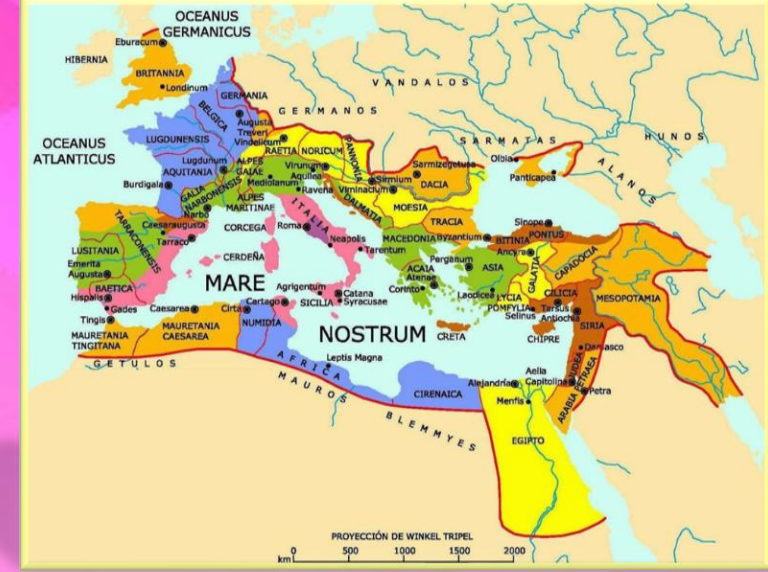 OCEANUS
GERMANICUS
Eburacum
HIBERNIA
BRITANNIA
Londinum
VANDALOS
GERMANIA
GERMANOS
BELGICA
OCEANUS
ATLANTICUS
Augusta
Treveri
LUGDUNENSIS
Vindelicum
SARMATAS
HUNOS
RAETIA
NORICUM
PANNONIA
Olbia
ALANOS
Lugdunum
ALPES
GAIAE
Virunum
Sarmizegetusa
AQUITANIA
Mediolanum
Aquilea
Sirmium
DACIA
Panticapea
Burdigala
GALIA
NARBONENSIS
Ravena
Viminacium
ALPES
MARITINAE
DALMATIA
MOESIA
Narbo
ITALIA
TARRACONENSIS
Caesaraugusta
CORCEGA
Roma
TRACIA
Sinope
PONTUS
LUSITANIA
Tarraco
Neapolis
MACEDONIA
Byzantium
BITINIA
Tarentum
Ancyra
Emerita
Augusta
CERDEÑA
Pergamum
GALATIA
CAPADOCIA
ACAIA
Atenae
ASIA
MARE
BAETICA
Agrigentum
Corinto
Hispalis
Catana
Laodicea
LYCIA
CILICIA
MESOPOTAMIA
Gades
Caesarea
Cirta
Cartago
SICILIA
Syracusae
POMFYLIA
Tarsus
Selinus
Antiochia
Tingis
NUMIDIA
NOSTRUM
SIRIA
MAURETANIA
TINGITANA
MAURETANIA
CAESAREA
CRETA
CHIPRE
GETULOS
AFRICA
Leptis Magna
Damasco
MAUROS
Aelia
Capitolina
JUDEA
Alejandría
ARABIA PETRAEA
Petra
CIRENAICA
Menfis
BLEMMYES
EGIPTO
PROYECCIÓN DE WINKEL TRIPEL
km
0 500 1000 1500 2000